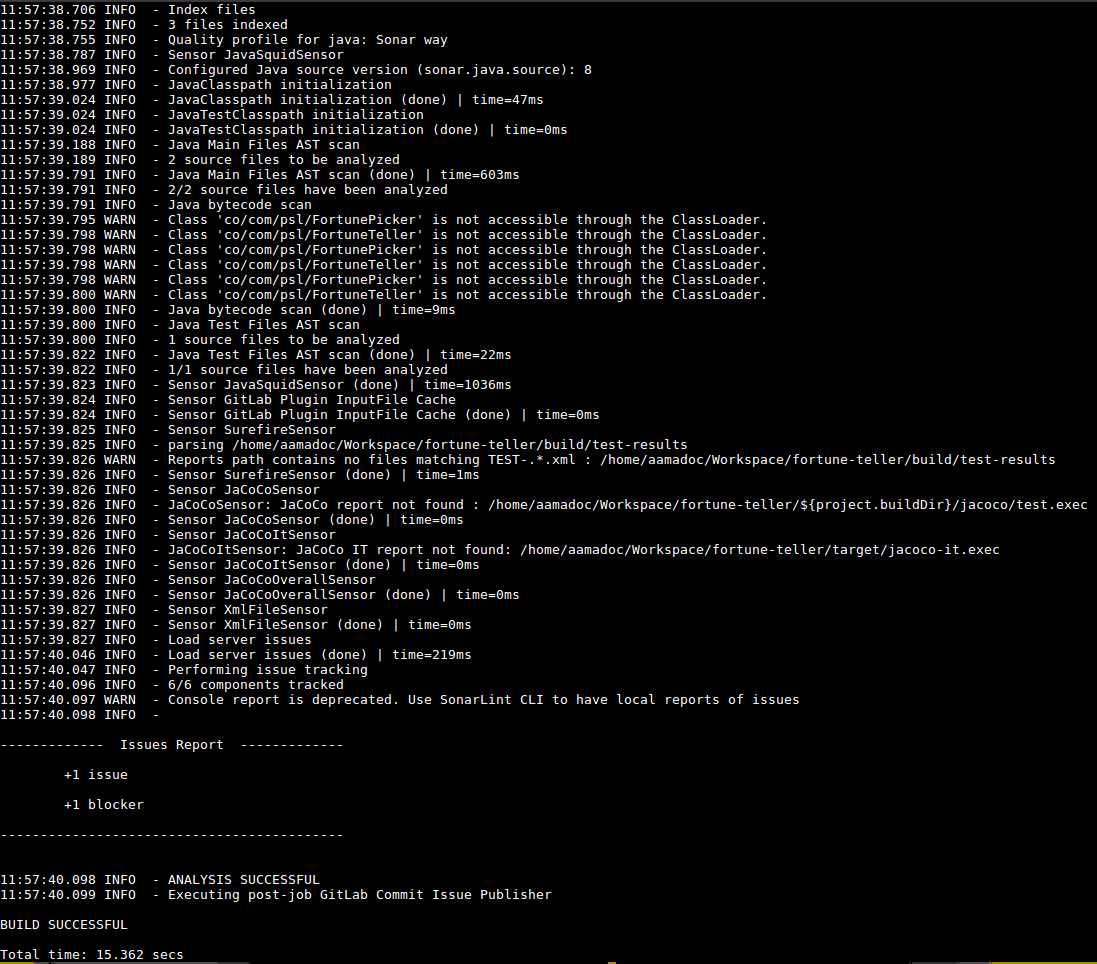 11:57:38.706 INFO  - Index files
11:57:38.752 INFO  - 3 files indexed
11:57:38.755 INFO  - Quality profile for java: Sonar way
11:57:38.787 INFO  - Sensor JavaSquidSensor
11:57:38.969 INFO  - Configured Java source version (sonar.java.source): 8
11:57:38.977 INFO  - JavaClasspath initialization
11:57:39.024 INFO  - JavaClasspath initialization (done) | time=47ms
11:57:39.024 INFO  - JavaTestClasspath initialization
11:57:39.024 INFO  - JavaTestClasspath initialization (done) | time=0ms
11:57:39.188 INFO  - Java Main Files AST scan
11:57:39.189 INFO  - 2 source files to be analyzed
11:57:39.791 INFO  - Java Main Files AST scan (done) | time=603ms
11:57:39.791 INFO  - 2/2 source files have been analyzed
11:57:39.791 INFO  - Java bytecode scan
11:57:39.795 WARN  - Class 'co/com/psl/FortunePicker' is not accessible through the ClassLoader.
11:57:39.798 WARN  - Class 'co/com/psl/FortuneTeller' is not accessible through the ClassLoader.
11:57:39.798 WARN  - Class 'co/com/psl/FortunePicker' is not accessible through the ClassLoader.
11:57:39.798 WARN  - Class 'co/com/psl/FortuneTeller' is not accessible through the ClassLoader.
11:57:39.798 WARN  - Class 'co/com/psl/FortunePicker' is not accessible through the ClassLoader.
11:57:39.800 WARN  - Class 'co/com/psl/FortuneTeller' is not accessible through the ClassLoader.
11:57:39.800 INFO  - Java bytecode scan (done) | time=9ms
11:57:39.800 INFO  - Java Test Files AST scan
11:57:39.800 INFO  - 1 source files to be analyzed
11:57:39.822 INFO  - Java Test Files AST scan (done) | time=22ms
11:57:39.822 INFO  - 1/1 source files have been analyzed
11:57:39.823 INFO  - Sensor JavaSquidSensor (done) | time=1036ms
11:57:39.824 INFO  - Sensor GitLab Plugin InputFile Cache
11:57:39.824 INFO  - Sensor GitLab Plugin InputFile Cache (done) | time=0ms
11:57:39.825 INFO  - Sensor SurefireSensor
11:57:39.825 INFO  - parsing /home/aamadoc/Workspace/fortune-teller/build/test-results
11:57:39.826 WARN  - Reports path contains no files matching TEST-.*.xml : /home/aamadoc/Workspace/fortune-teller/build/test-results
11:57:39.826 INFO  - Sensor SurefireSensor (done) | time=1ms
11:57:39.826 INFO  - Sensor JaCoCoSensor
11:57:39.826 INFO  - JaCoCoSensor: JaCoCo report not found : /home/aamadoc/Workspace/fortune-teller/${project.buildDir}/jacoco/test.exec
11:57:39.826 INFO  - Sensor JaCoCoSensor (done) | time=0ms
11:57:39.826 INFO  - Sensor JaCoCoItSensor
11:57:39.826 INFO  - JaCoCoItSensor: JaCoCo IT report not found: /home/aamadoc/Workspace/fortune-teller/target/jacoco-it.exec
11:57:39.826 INFO  - Sensor JaCoCoItSensor (done) | time=0ms
11:57:39.826 INFO  - Sensor JaCoCoOverallSensor
11:57:39.826 INFO  - Sensor JaCoCoOverallSensor (done) | time=0ms
11:57:39.827 INFO  - Sensor XmlFileSensor
11:57:39.827 INFO  - Sensor XmlFileSensor (done) | time=0ms
11:57:39.827 INFO  - Load server issues
11:57:40.046 INFO  - Load server issues (done) | time=219ms
11:57:40.047 INFO  - Performing issue tracking
11:57:40.096 INFO  - 6/6 components tracked
11:57:40.097 WARN  - Console report is deprecated. Use SonarLint CLI to have local reports of issues
11:57:40.098 INFO  -
-------------  Issues Report  -------------
+1 issue
+1 blocker
-------------------------------------------
11:57:40.098 INFO  - ANALYSIS SUCCESSFUL
11:57:40.099 INFO  - Executing post-job GitLab Commit Issue Publisher
BUILD SUCCESSFUL
Total time: 15.362 secs